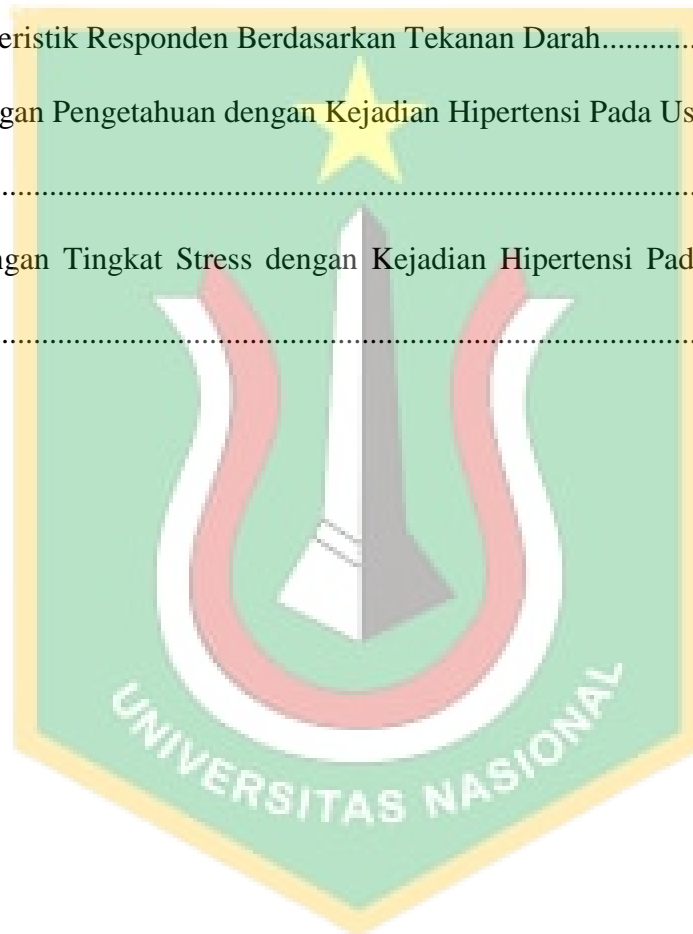 eristik Responden Berdasarkan Tekanan Darah............
gan Pengetahuan dengan Kejadian Hipertensi Pada Us
................................................................................
ngan Tingkat Stress dengan Kejadian Hipertensi Pad
................................................................................
UNIVERSITAS NASIONAL